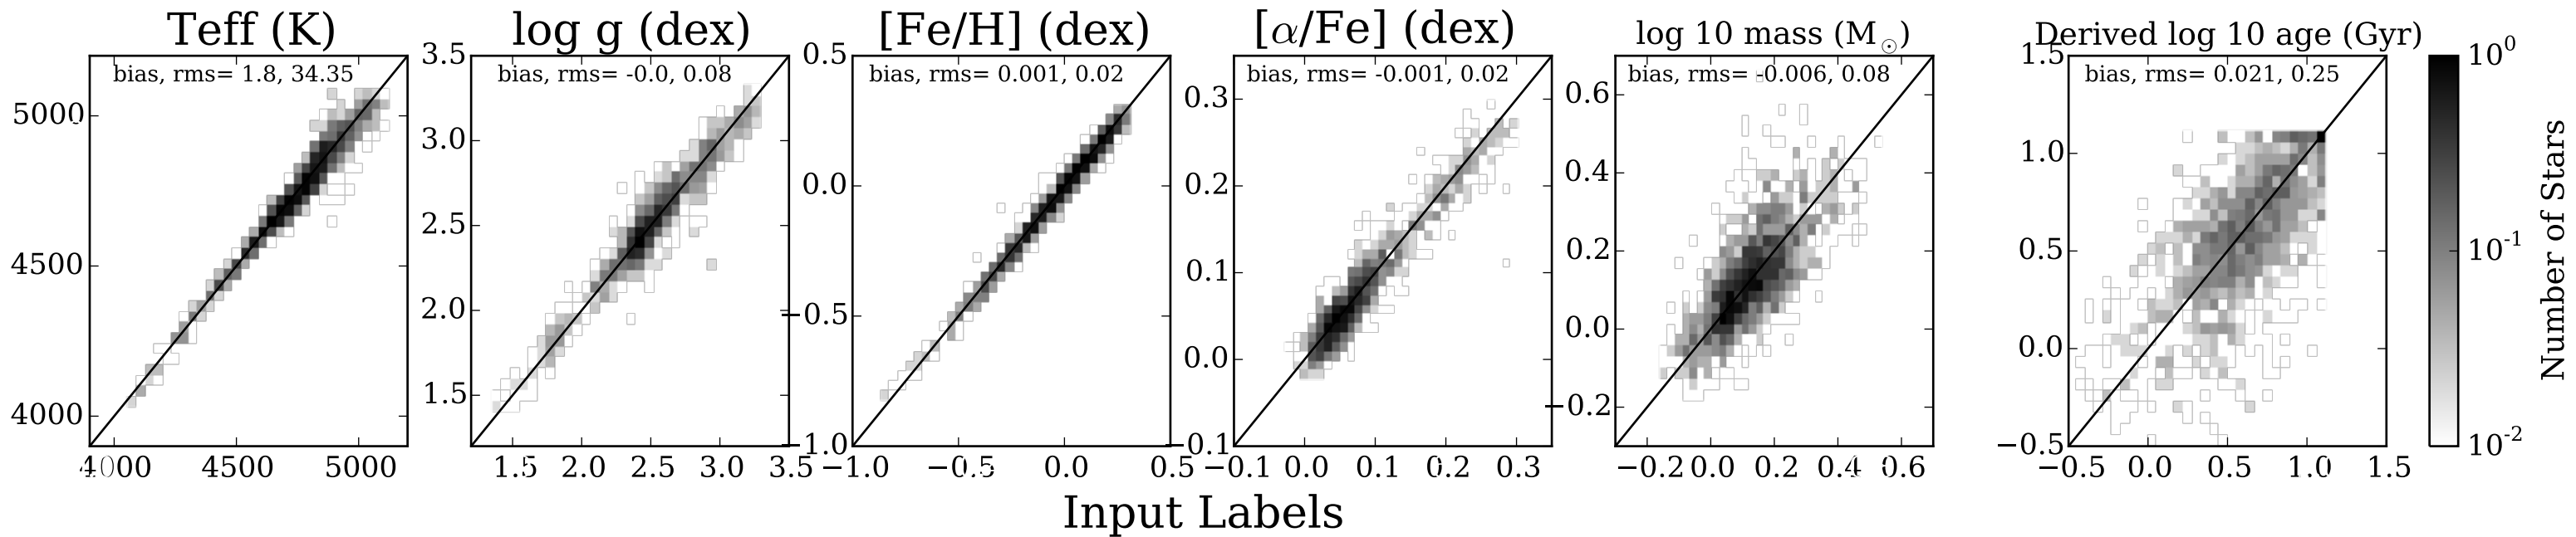 Teff (K)
log g (dex)
[Fe/H] (dex)
[α/Fe] (dex)
log 10 mass (M☉)
Derived log 10 age (Gyr)
bias, rms= 1.8, 34.35
bias, rms= -0.0, 0.08
bias, rms= 0.001, 0.02
bias, rms= -0.001, 0.02
bias, rms= -0.006, 0.08
bias, rms= 0.021, 0.25
5000
4500
4000
4000 4500 5000
3.5
3.0
2.5
2.0
1.5
1.5 2.0 2.5 3.0 3.5
0.5
0.0
−0.5
−1.0
−1.0 −0.5 0.0 0.5
0.3
0.2
0.1
0.0
−0.1
−0.1 0.0 0.1 0.2 0.3
0.6
0.4
0.2
0.0
−0.2
−0.2 0.0 0.2 0.4 0.6
1.5
1.0
0.5
0.0
−0.5
−0.5 0.0 0.5 1.0 1.5
10^0
10^-1
10^-2
Number of Stars
Input Labels